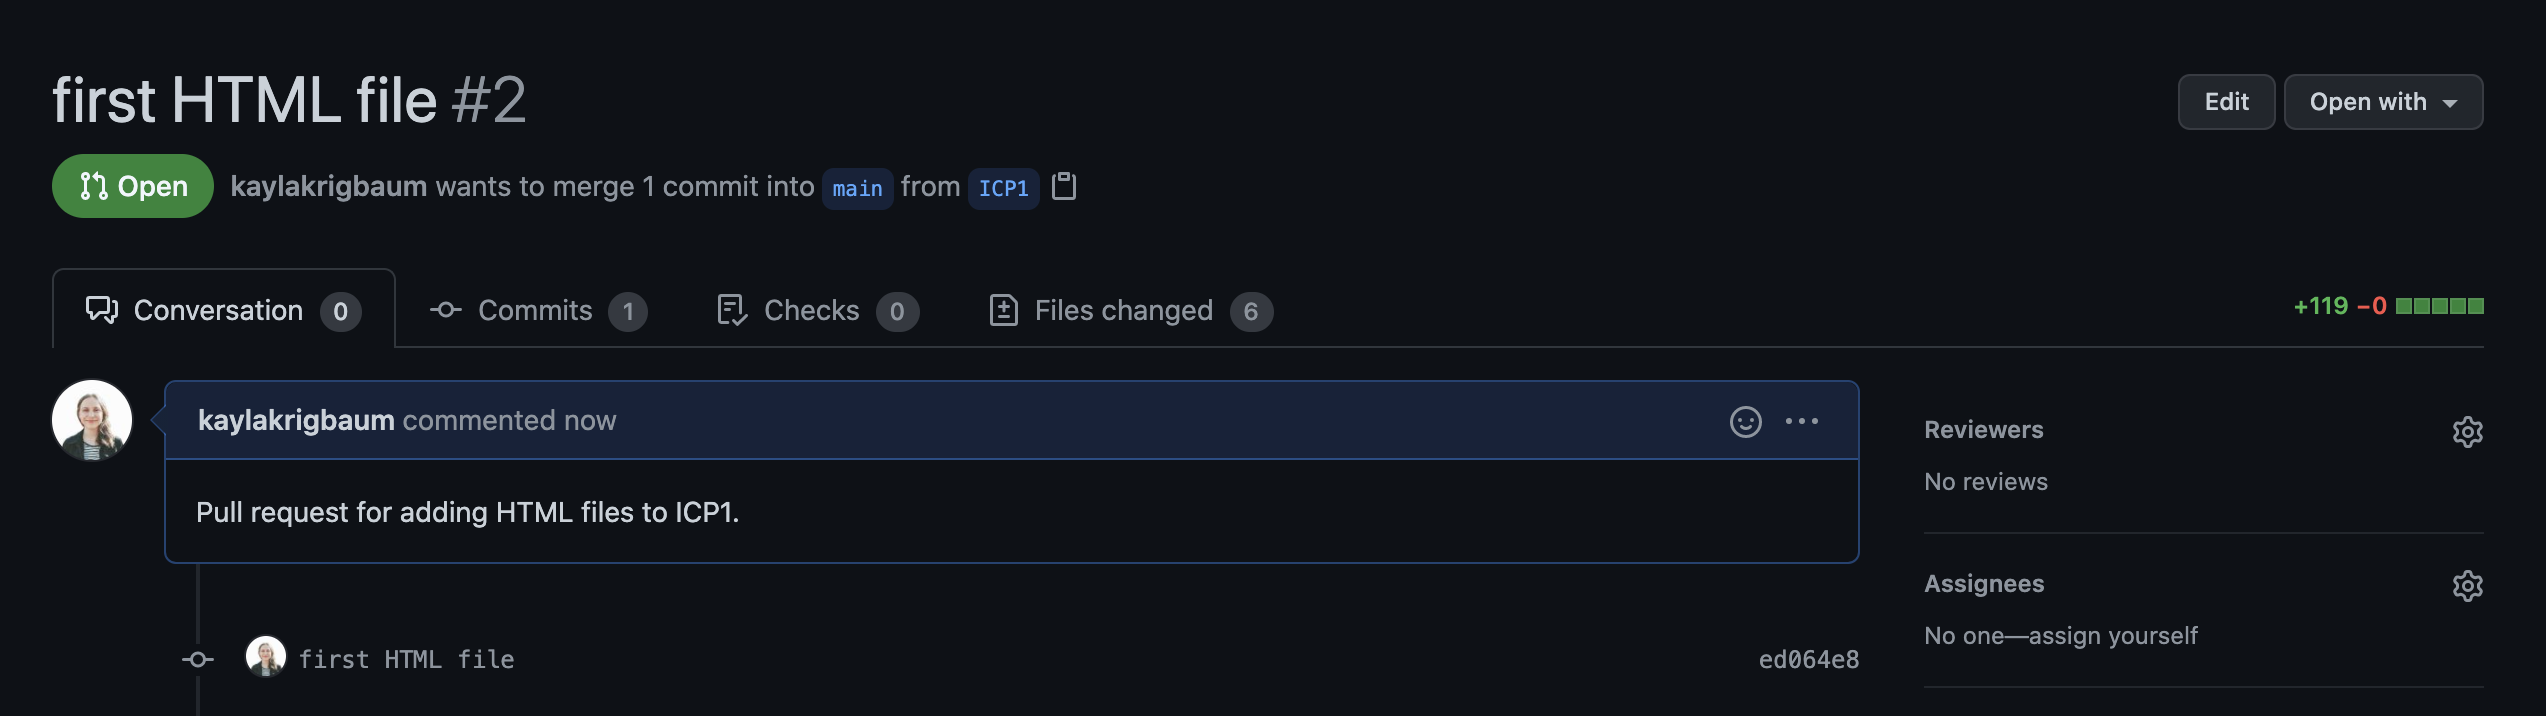 first HTML file #2
Edit
Open with
Open
kaylakrigbaum wants to merge 1 commit into main from ICP1
Conversation 0
Commits 1
Checks 0
Files changed 6
+119 −0
kaylakrigbaum commented now
Pull request for adding HTML files to ICP1.
first HTML file
ed064e8
Reviewers
No reviews
Assignees
No one—assign yourself